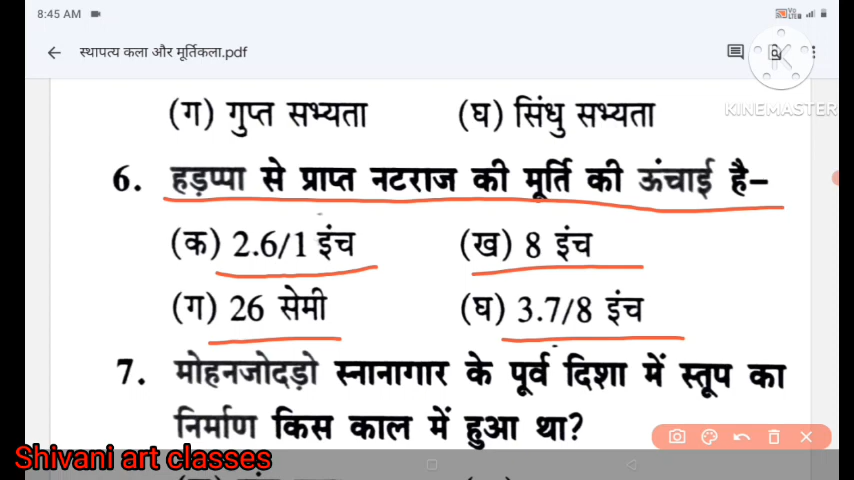 8:45 AM
स्थापत्य कला और मूर्तिकला.pdf
KINEMASTER
(ग) गुप्त सभ्यता (घ) सिंधु सभ्यता
6. हड़प्पा से प्राप्त नटराज की मूर्ति की ऊंचाई है–
(क) 2.6/1 इंच (ख) 8 इंच
(ग) 26 सेमी (घ) 3.7/8 इंच
7. मोहनजोदड़ो स्नानागार के पूर्व दिशा में स्तूप का
निर्माण किस काल में हुआ था?
Shivani art classes